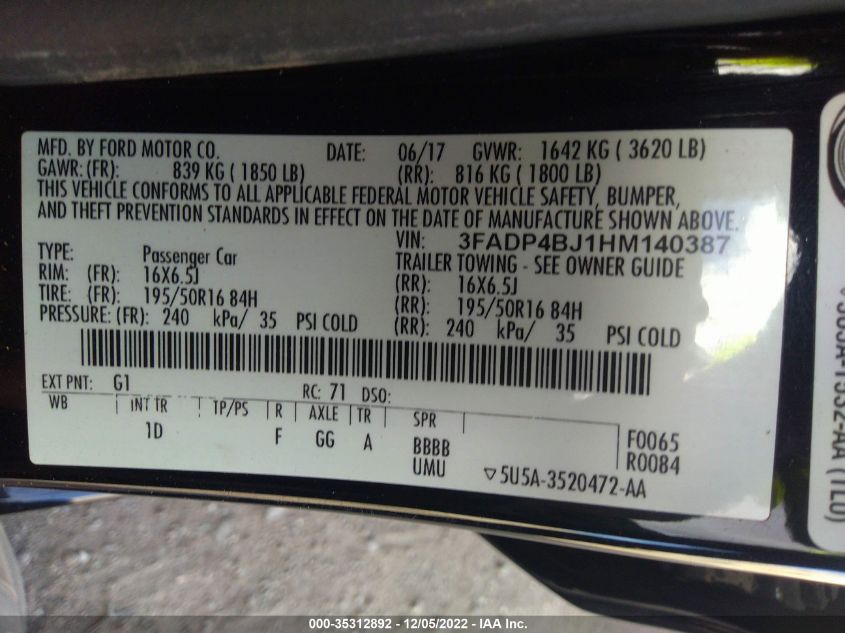 MFD. BY FORD MOTOR CO. DATE: 06/17 GVWR: 1642 KG ( 3620 LB)
GAWR: (FR): 839 KG ( 1850 LB) (RR): 816 KG ( 1800 LB)
THIS VEHICLE CONFORMS TO ALL APPLICABLE FEDERAL MOTOR VEHICLE SAFETY, BUMPER,
AND THEFT PREVENTION STANDARDS IN EFFECT ON THE DATE OF MANUFACTURE SHOWN ABOVE.
VIN: 3FADP4BJ1HM140387
TYPE: Passenger Car TRAILER TOWING - SEE OWNER GUIDE
RIM: (FR): 16X6.5J (RR): 16X6.5J
TIRE: (FR): 195/50R16 84H (RR): 195/50R16 84H
PRESSURE: (FR): 240 kPa/ 35 PSI COLD (RR): 240 kPa/ 35 PSI COLD
EXT PNT: G1 RC: 71 DSO:
WB INT TR TP/PS R AXLE TR SPR
1D F GG A BBBB F0065
UMU R0084
5U5A-3520472-AA
000-35312892 - 12/05/2022 - IAA Inc.